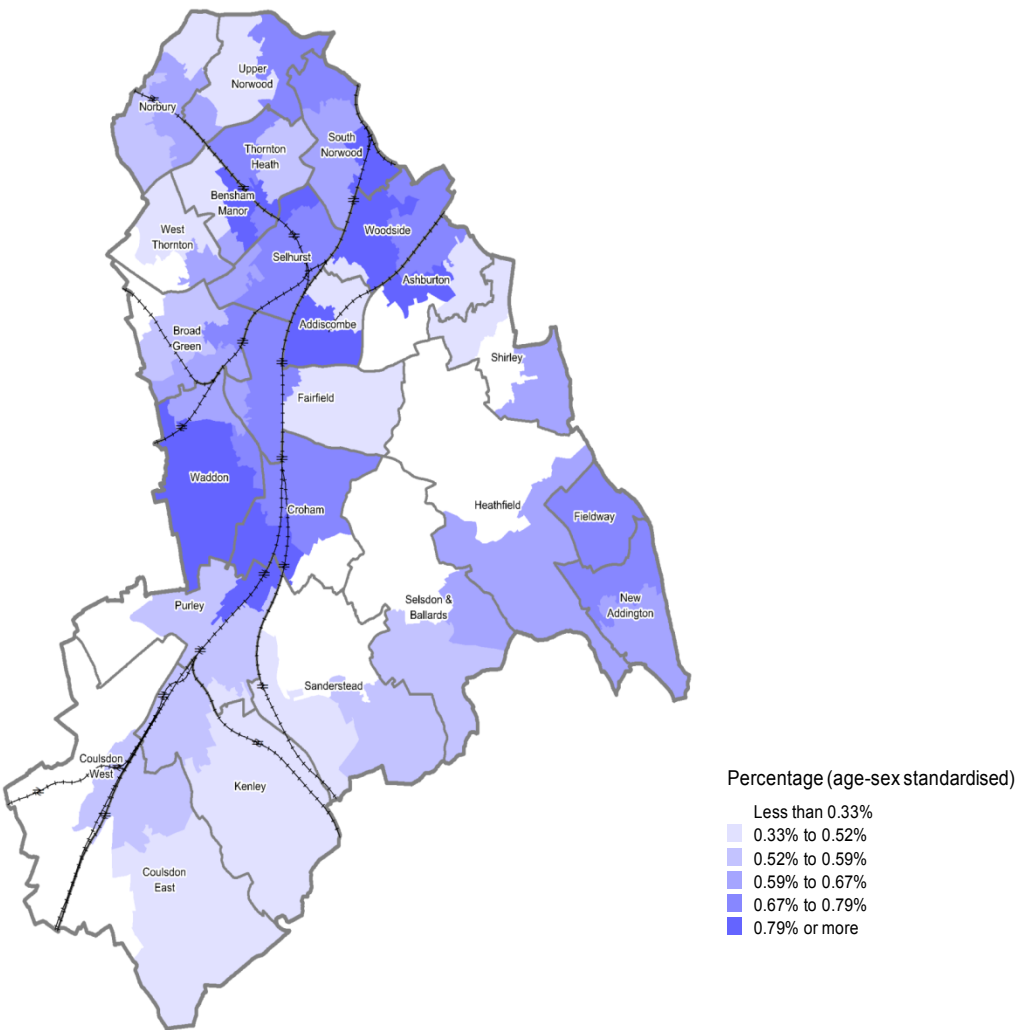 Upper
Norwood
Norbury
South
Norwood
Thornton
Heath
Bensham
Manor
West
Thornton
Woodside
Selhurst
Ashburton
Addiscombe
Broad
Green
Shirley
Fairfield
Waddon
Croham
Heathfield
Fieldway
Purley
Selsdon &
Ballards
New
Addington
Sanderstead
Coulsdon
West
Kenley
Coulsdon
East
Percentage (age-sex standardised)
Less than 0.33%
0.33% to 0.52%
0.52% to 0.59%
0.59% to 0.67%
0.67% to 0.79%
0.79% or more